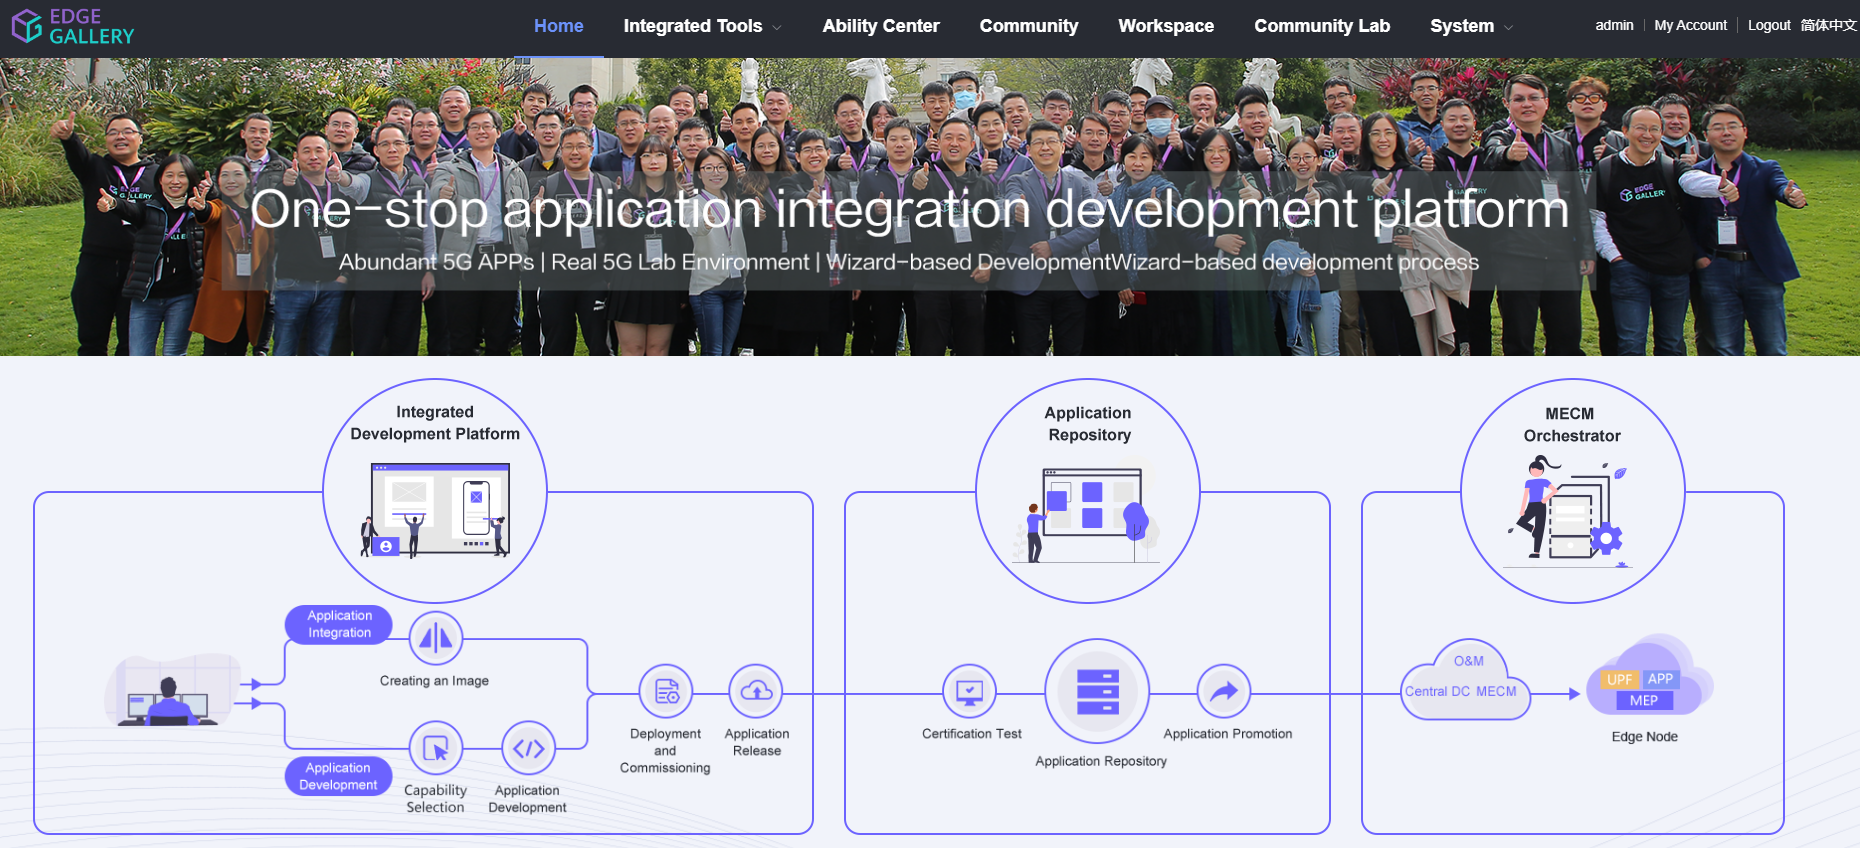 EDGE
GALLERY
Home
Integrated Tools
Ability Center
Community
Workspace
Community Lab
System
admin
My Account
Logout
简体中文
EDGE
GALLERY
EDGE
GALLERY
One-stop application integration development platform
Abundant 5G APPs | Real 5G Lab Environment | Wizard-based DevelopmentWizard-based development process
Integrated
Development Platform
Application
Integration
Creating an Image
Application
Development
Capability
Selection
Application
Development
Deployment
and
Commissioning
Application
Release
Application
Repository
Certification Test
Application Repository
Application Promotion
MECM
Orchestrator
O&M
Central DC MECM
UPF
APP
MEP
Edge Node